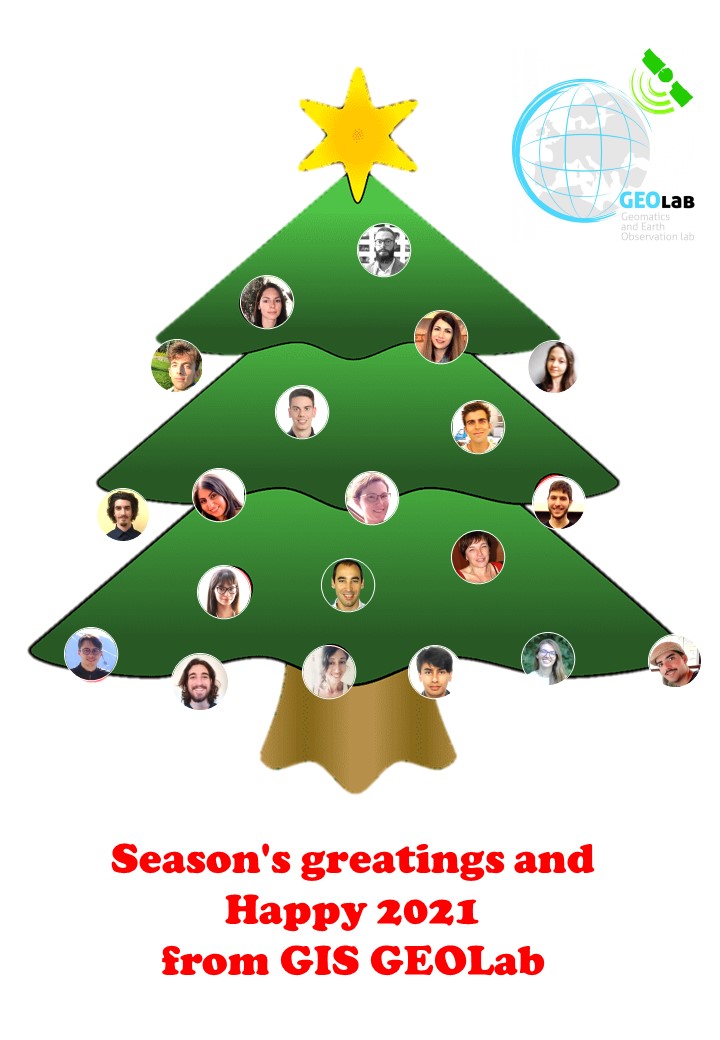 GEOLAB
Geomatics
and Earth
Observation lab
Season's greatings and
Happy 2021
from GIS GEOLab